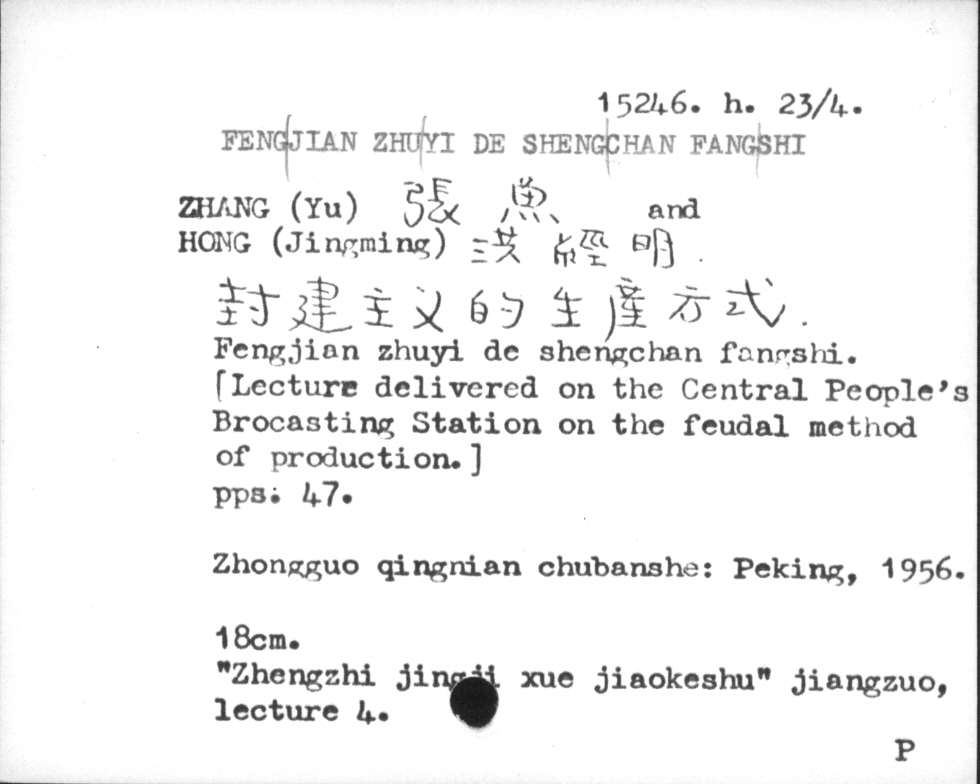 15246. h. 23/4.
FENGJIAN ZHUYI DE SHENGCHAN FANGSHI
ZHANG (Yu) 張 魚 and
HONG (Jingming) 洪 經 明.
封建主义的生産方式.
Fengjian zhuyi de shengchan fangshi.
[Lecture delivered on the Central People's
Brocasting Station on the feudal method
of production.]
pps: 47.
Zhongguo qingnian chubanshe: Peking, 1956.
18cm.
"Zhengzhi jingji xue jiaokeshu" jiangzuo,
lecture 4.
P